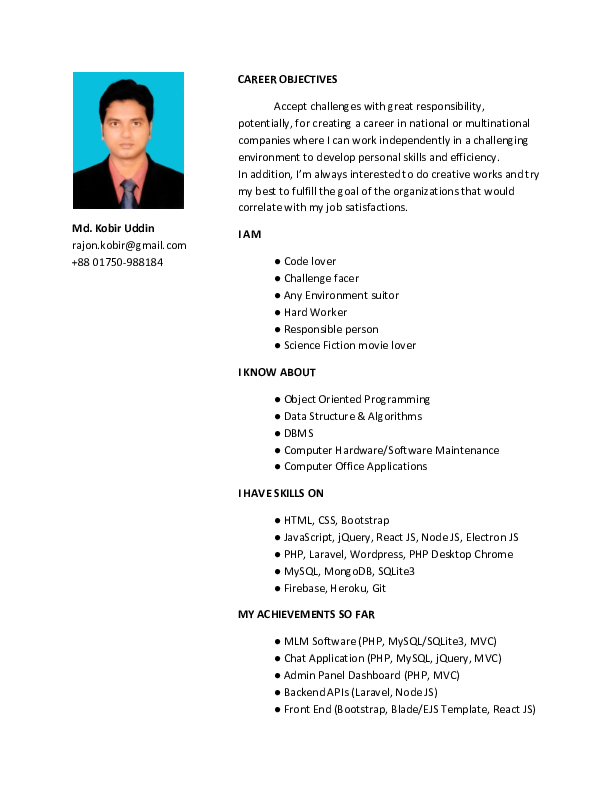 Md. Kobir Uddin
rajon.kobir@gmail.com
+88 01750-988184
CAREER OBJECTIVES
Accept challenges with great responsibility,
potentially, for creating a career in national or multinational
companies where I can work independently in a challenging
environment to develop personal skills and efficiency.
In addition, I'm always interested to do creative works and try
my best to fulfill the goal of the organizations that would
correlate with my job satisfactions.
I AM
● Code lover
● Challenge facer
● Any Environment suitor
● Hard Worker
● Responsible person
● Science Fiction movie lover
I KNOW ABOUT
● Object Oriented Programming
● Data Structure & Algorithms
● DBMS
● Computer Hardware/Software Maintenance
● Computer Office Applications
I HAVE SKILLS ON
● HTML, CSS, Bootstrap
● JavaScript, jQuery, React JS, Node JS, Electron JS
● PHP, Laravel, Wordpress, PHP Desktop Chrome
● MySQL, MongoDB, SQLite3
● Firebase, Heroku, Git
MY ACHIEVEMENTS SO FAR
● MLM Software (PHP, MySQL/SQLite3, MVC)
● Chat Application (PHP, MySQL, jQuery, MVC)
● Admin Panel Dashboard (PHP, MVC)
● Backend APIs (Laravel, Node JS)
● Front End (Bootstrap, Blade/EJS Template, React JS)